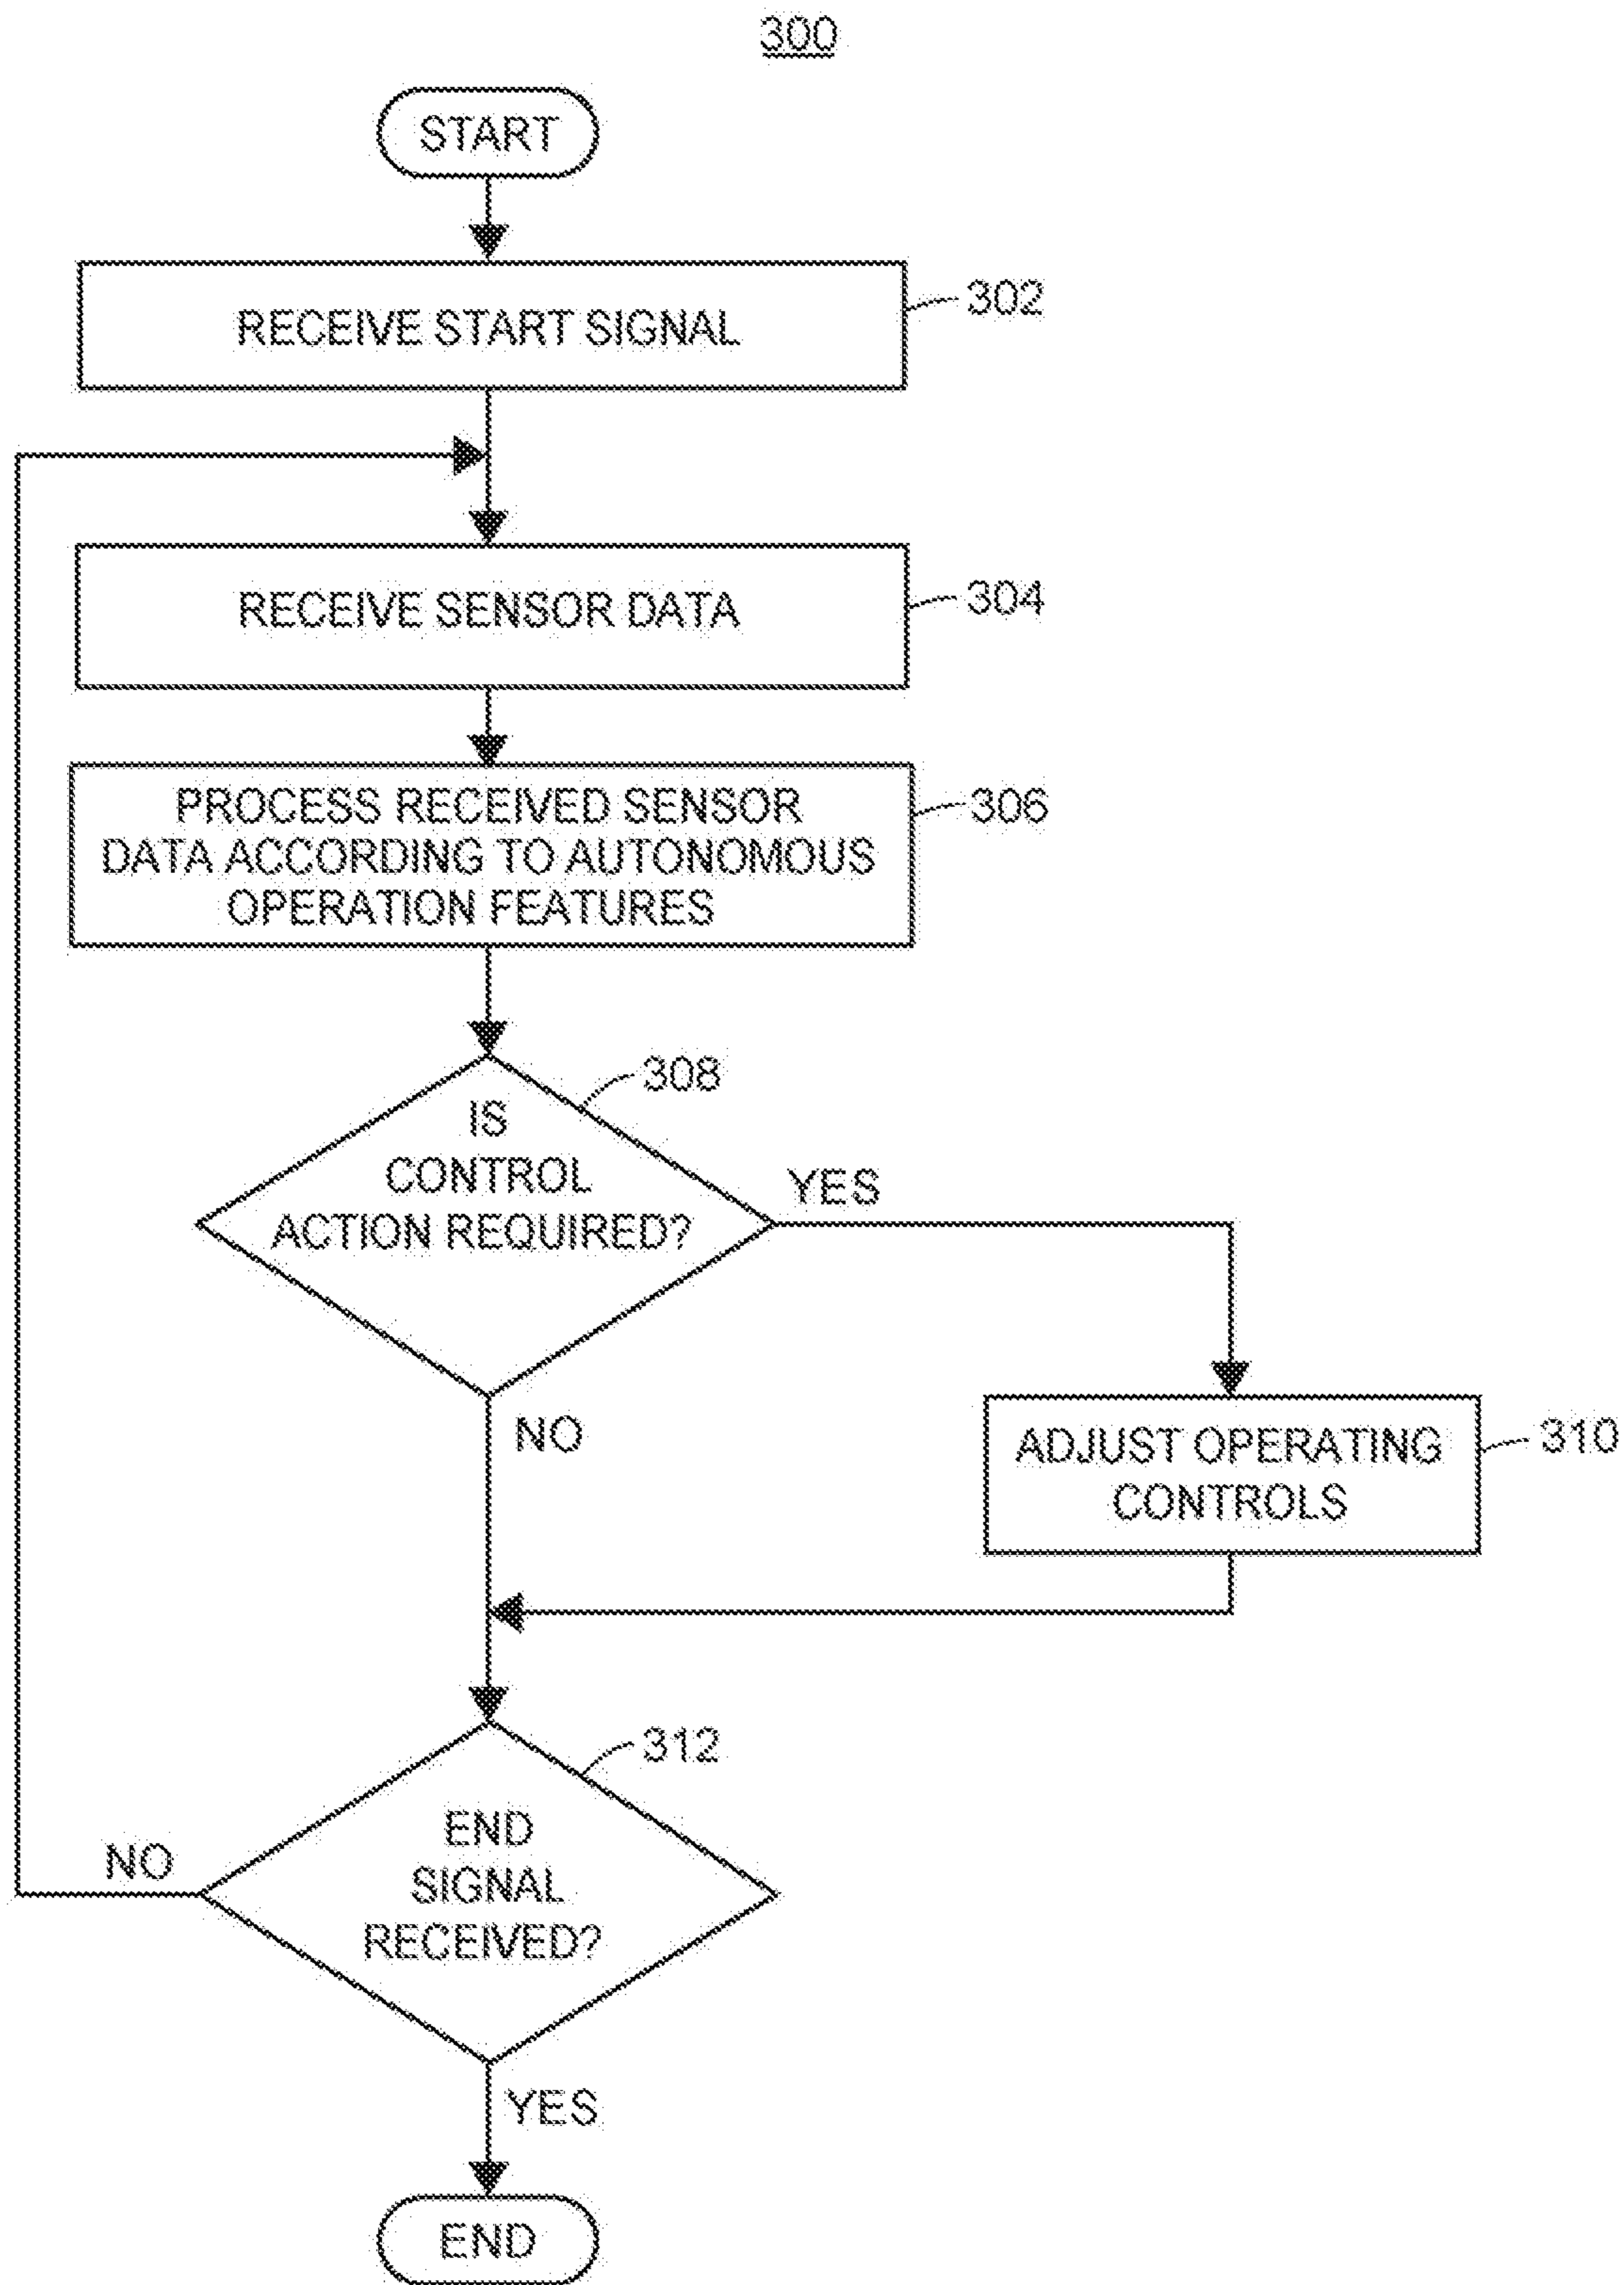 300
START
RECEIVE START SIGNAL
302
RECEIVE SENSOR DATA
304
PROCESS RECEIVED SENSOR
DATA ACCORDING TO AUTONOMOUS
OPERATION FEATURES
306
308
IS
CONTROL
ACTION REQUIRED?
YES
NO
ADJUST OPERATING
CONTROLS
310
312
END
SIGNAL
RECEIVED?
NO
YES
END